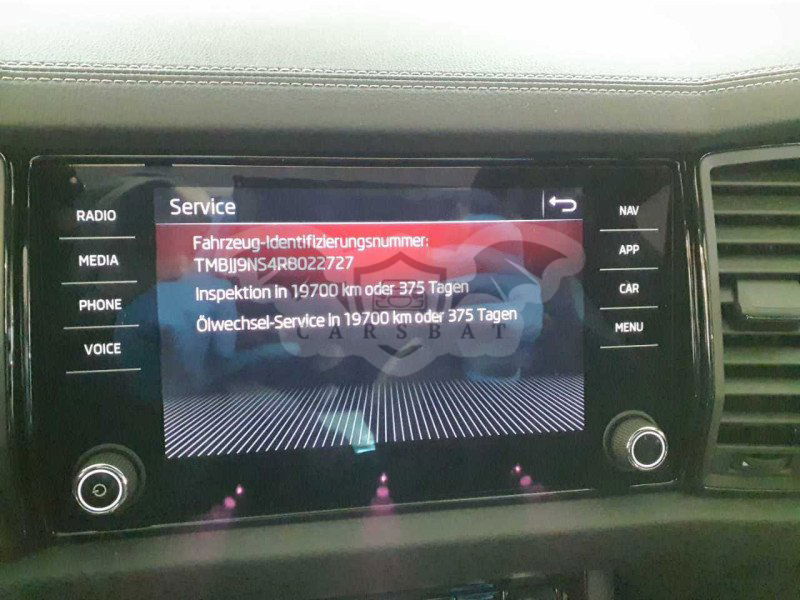 RADIO
MEDIA
PHONE
VOICE
Service
Fahrzeug-Identifizierungsnummer:
TMBJJ9NS4R8022727
Inspektion in 19700 km oder 375 Tagen
Ölwechsel-Service in 19700 km oder 375 Tagen
CARSBAT
NAV
APP
CAR
MENU